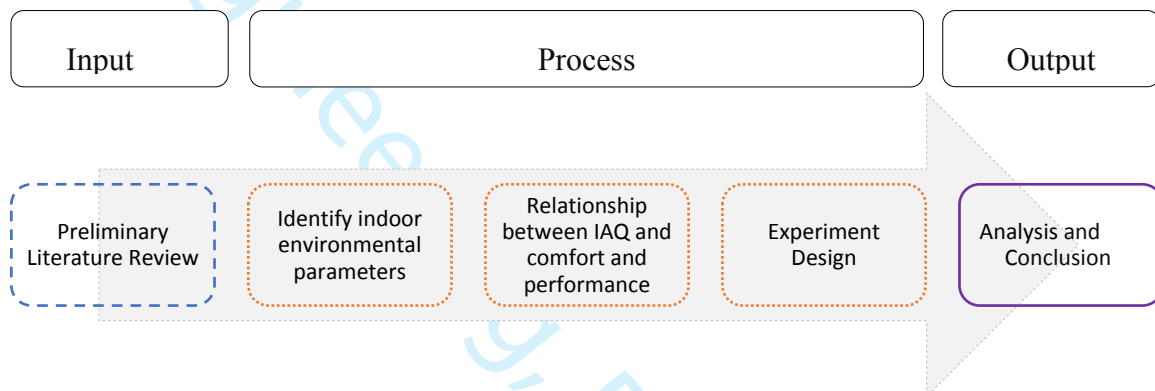 Input
Process
Output
Preliminary
Literature Review
Identify indoor
environmental
parameters
Relationship
between IAQ and
comfort and
performance
Experiment
Design
Analysis and
Conclusion